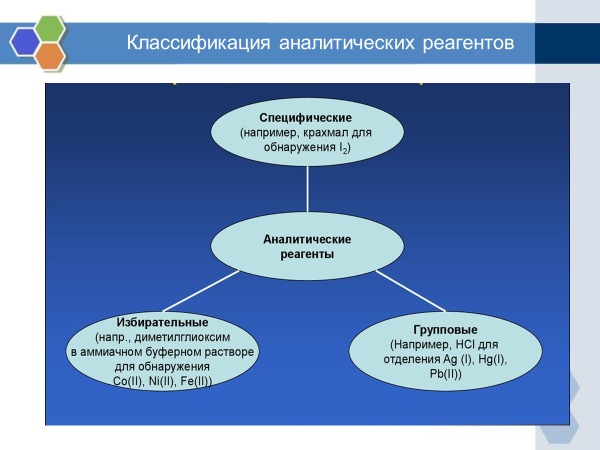 Классификация аналитических реагентов
Специфические
(например, крахмал для
обнаружения I2)
Аналитические
реагенты
Избирательные
(напр., диметилглиоксим
в аммиачном буферном растворе
для обнаружения
Co(II), Ni(II), Fe(II))
Групповые
(Например, HCl для
отделения Ag (I), Hg(I),
Pb(II))